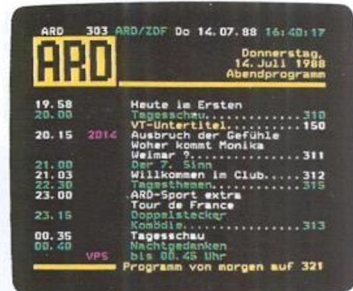 ARD 303 ARD/ZDF Do 14.07.88 16:40:17
ARD
Donnerstag,
14. Juli 1988
Abendprogramm
19.58 Heute im Ersten
20.00 Tagesschau...........310
VT-Untertitel........150
20.15 2014 Ausbruch der Gefühle
Woher kommt Monika
Weimar ?.............311
21.00 Der 7. Sinn
21.03 Willkommen im Club...312
22.30 Tagesthemen..........315
23.00 ARD-Sport extra
Tour de France
23.15 Doppelstecker
Komödie..............313
00.35 Tagesschau
00.40 Nachtgedanken
VPS bis 00.45 Uhr
Programm von morgen auf 321